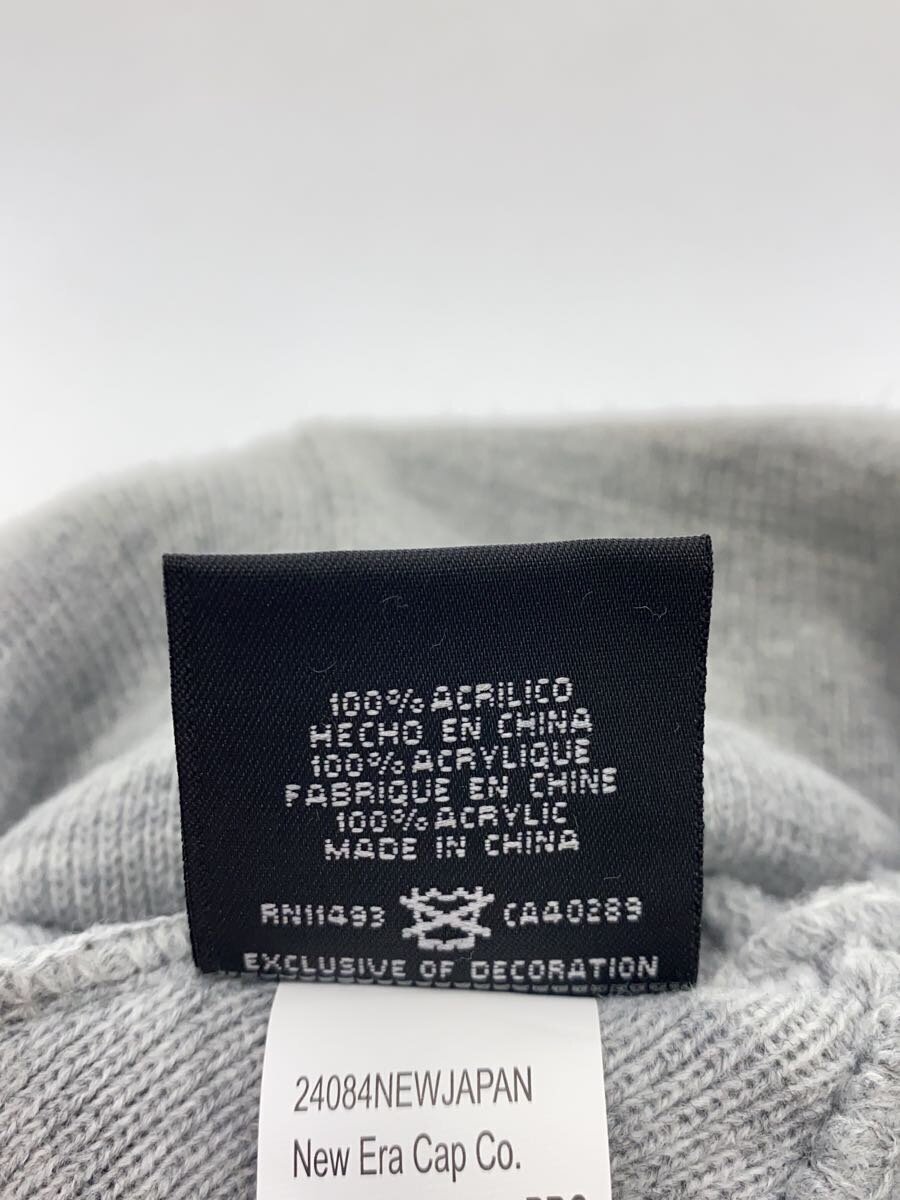 100% ACRILICO
HECHO EN CHINA
100% ACRYLIQUE
FABRIQUE EN CHINE
100% ACRYLIC
MADE IN CHINA
RN11493 CA40289
EXCLUSIVE OF DECORATION
24084NEWJAPAN
New Era Cap Co.